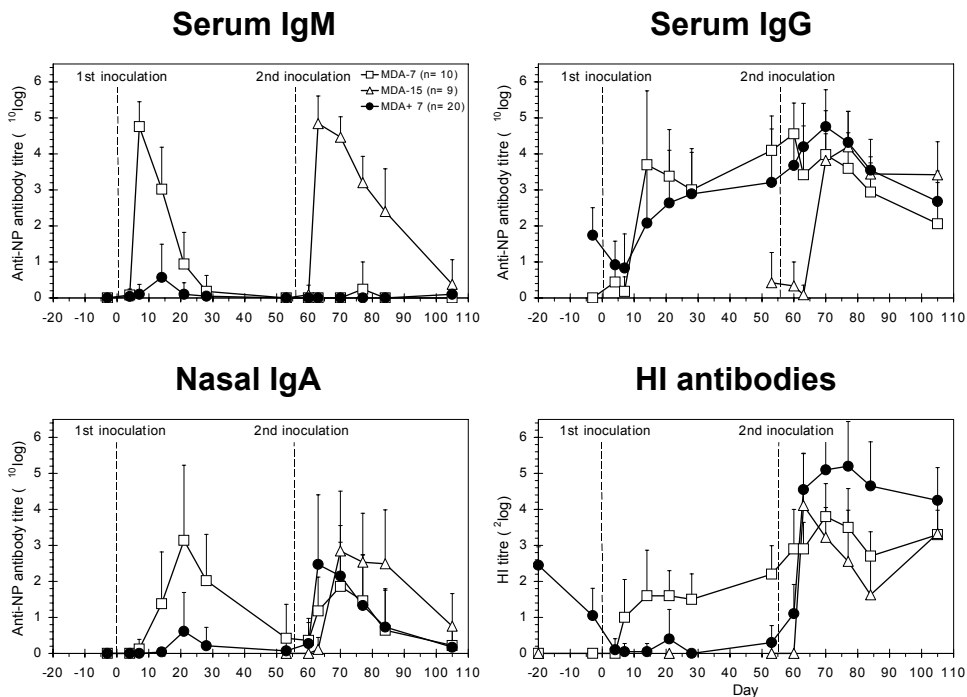 Serum IgM
Serum IgG
1st inoculation
2nd inoculation
MDA-7 (n= 10)
MDA-15 (n= 9)
MDA+ 7 (n= 20)
Anti-NP antibody titre ( 10log)
6
5
4
3
2
1
0
-20 -10 0 10 20 30 40 50 60 70 80 90 100 110
1st inoculation
2nd inoculation
Anti-NP antibody titre ( 10log)
6
5
4
3
2
1
0
-20 -10 0 10 20 30 40 50 60 70 80 90 100 110
Nasal IgA
HI antibodies
1st inoculation
2nd inoculation
Anti-NP antibody titre ( 10log)
6
5
4
3
2
1
0
-20 -10 0 10 20 30 40 50 60 70 80 90 100 110
1st inoculation
2nd inoculation
HI titre ( 2log)
6
5
4
3
2
1
0
-20 -10 0 10 20 30 40 50 60 70 80 90 100 110
Day